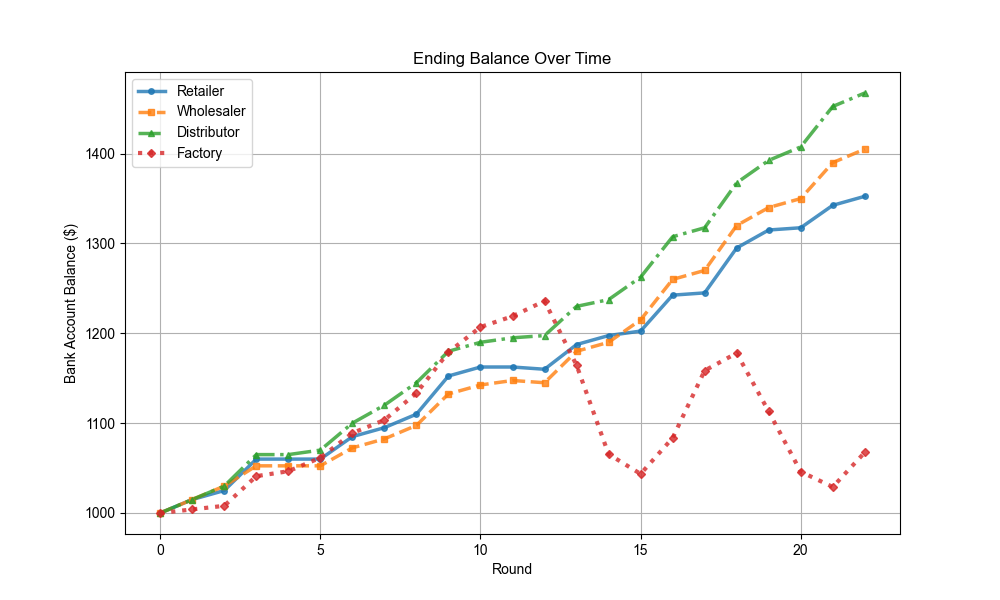 Ending Balance Over Time
Retailer
Wholesaler
Distributor
Factory
Bank Account Balance ($)
1400
1300
1200
1100
1000
0 5 10 15 20
Round